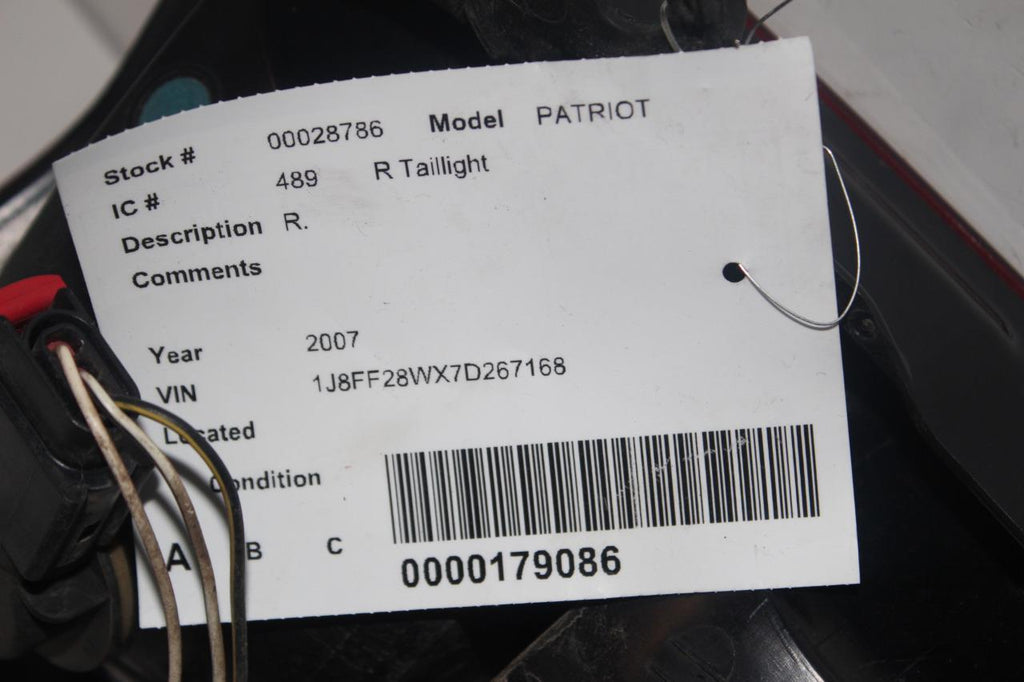 Stock # 00028786 Model PATRIOT
IC # 489 R Taillight
Description R.
Comments
Year 2007
VIN 1J8FF28WX7D267168
Located
Condition
A B C
0000179086